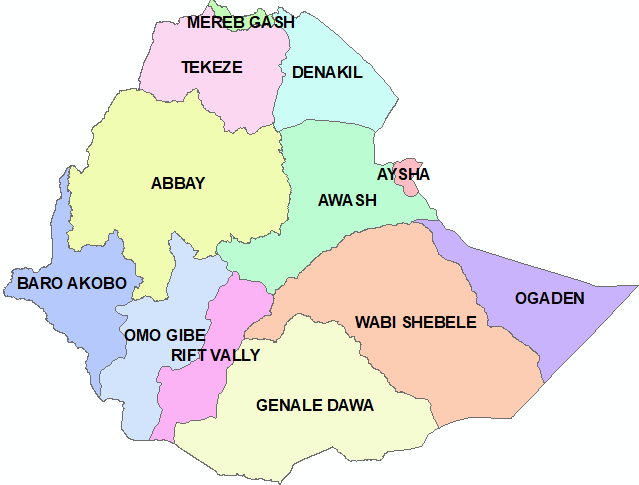 MEREB GASH
TEKEZE
DENAKIL
ABBAY
AYSHA
AWASH
BARO AKOBO
OGADEN
OMO GIBE
WABI SHEBELE
RIFT VALLY
GENALE DAWA